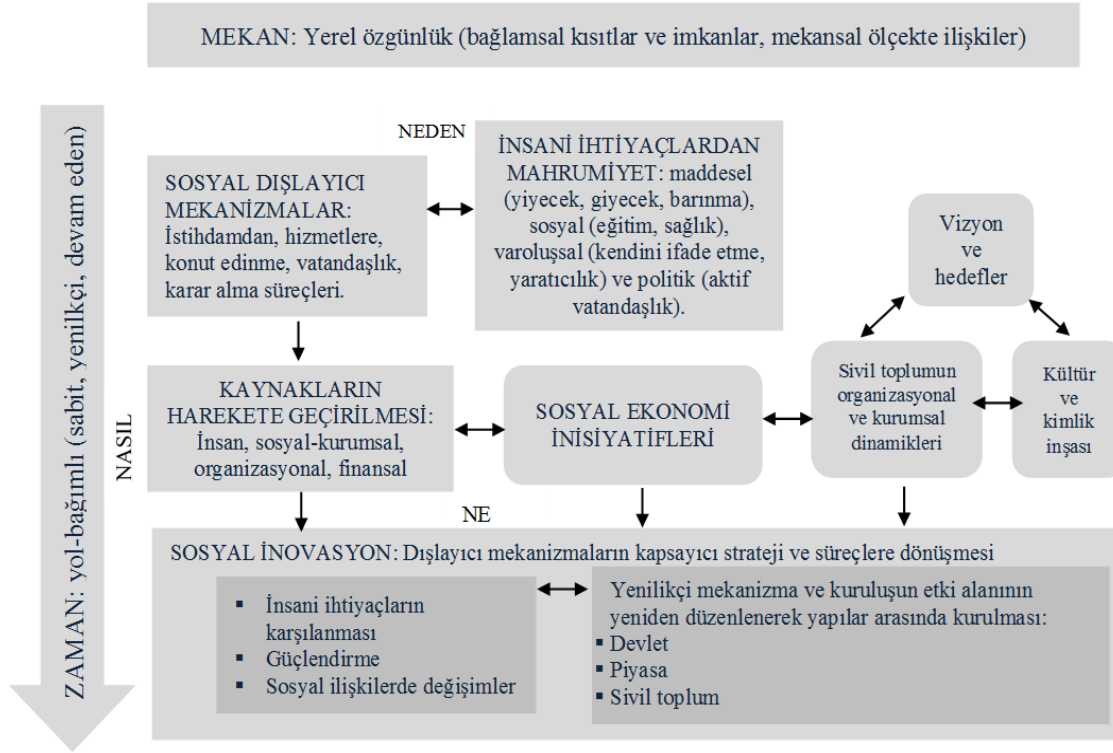 MEKAN: Yerel özgünlük (bağlamsal kısıtlar ve imkanlar, mekansal ölçekte ilişkiler)
ZAMAN: yol-bağımlı (sabit, yenilkçi, devam eden)
NEDEN
SOSYAL DIŞLAYICI
MEKANİZMALAR:
İstihdamdan, hizmetlere,
konut edinme, vatandaşlık,
karar alma süreçleri.
İNSANİ İHTİYAÇLARDAN
MAHRUMİYET: maddesel
(yiyecek, giyecek, barınma),
sosyal (eğitim, sağlık),
varoluşsal (kendini ifade etme,
yaratıcılık) ve politik (aktif
vatandaşlık).
Vizyon
ve
hedefler
NASIL
KAYNAKLARIN
HAREKETE GEÇİRİLMESİ:
İnsan, sosyal-kurumsal,
organizasyonal, finansal
SOSYAL EKONOMİ
İNİSİYATİFLERİ
Sivil toplumun
organizasyonal
ve kurumsal
dinamikleri
Kültür
ve
kimlik
inşası
NE
SOSYAL İNOVASYON: Dışlayıcı mekanizmaların kapsayıcı strateji ve süreçlere dönüşmesi
▪ İnsani ihtiyaçların
karşılanması
▪ Güçlendirme
▪ Sosyal ilişkilerde değişimler
Yenilikçi mekanizma ve kuruluşun etki alanının
yeniden düzenlenerek yapılar arasında kurulması:
▪ Devlet
▪ Piyasa
▪ Sivil toplum